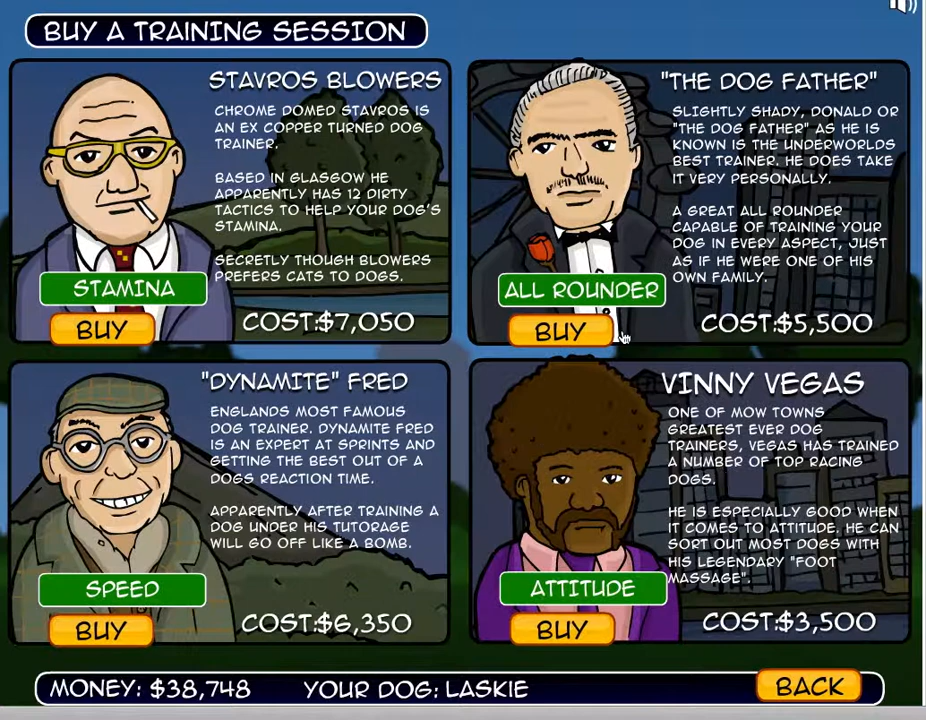 BUY A TRAINING SESSION
STAVROS BLOWERS
CHROME DOMED STAVROS IS
AN EX COPPER TURNED DOG
TRAINER.
BASED IN GLASGOW HE
APPARENTLY HAS 12 DIRTY
TACTICS TO HELP YOUR DOG'S
STAMINA.
SECRETLY THOUGH BLOWERS
PREFERS CATS TO DOGS.
STAMINA
BUY
COST:$7,050
"THE DOG FATHER"
SLIGHTLY SHADY, DONALD OR
"THE DOG FATHER" AS HE IS
KNOWN IS THE UNDERWORLDS
BEST TRAINER. HE DOES TAKE
IT VERY PERSONALLY.
A GREAT ALL ROUNDER
CAPABLE OF TRAINING YOUR
DOG IN EVERY ASPECT, JUST
AS IF HE WERE ONE OF HIS
OWN FAMILY.
ALL ROUNDER
BUY
COST:$5,500
"DYNAMITE" FRED
ENGLANDS MOST FAMOUS
DOG TRAINER. DYNAMITE FRED
IS AN EXPERT AT SPRINTS AND
GETTING THE BEST OUT OF A
DOGS REACTION TIME.
APPARENTLY AFTER TRAINING A
DOG UNDER HIS TUTORAGE
WILL GO OFF LIKE A BOMB.
SPEED
BUY
COST:$6,350
VINNY VEGAS
ONE OF MOW TOWNS
GREATEST EVER DOG
TRAINERS, VEGAS HAS TRAINED
A NUMBER OF TOP RACING
DOGS.
HE IS ESPECIALLY GOOD WHEN
IT COMES TO ATTITUDE. HE CAN
SORT OUT MOST DOGS WITH
HIS LEGENDARY "FOOT
MASSAGE".
ATTITUDE
BUY
COST:$3,500
MONEY: $38,748
YOUR DOG: LASKIE
BACK